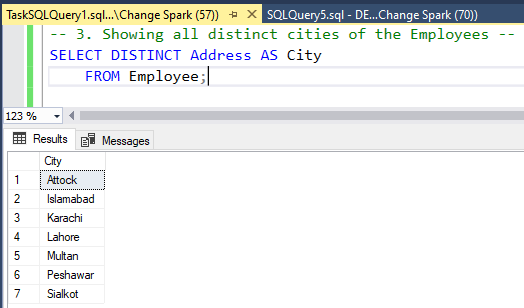 TaskSQLQuery1.sql...\Change Spark (57)) SQLQuery5.sql - DE...Change Spark (70))
-- 3. Showing all distinct cities of the Employees --
SELECT DISTINCT Address AS City
FROM Employee;
123 %
Results Messages
City
1 Attock
2 Islamabad
3 Karachi
4 Lahore
5 Multan
6 Peshawar
7 Sialkot